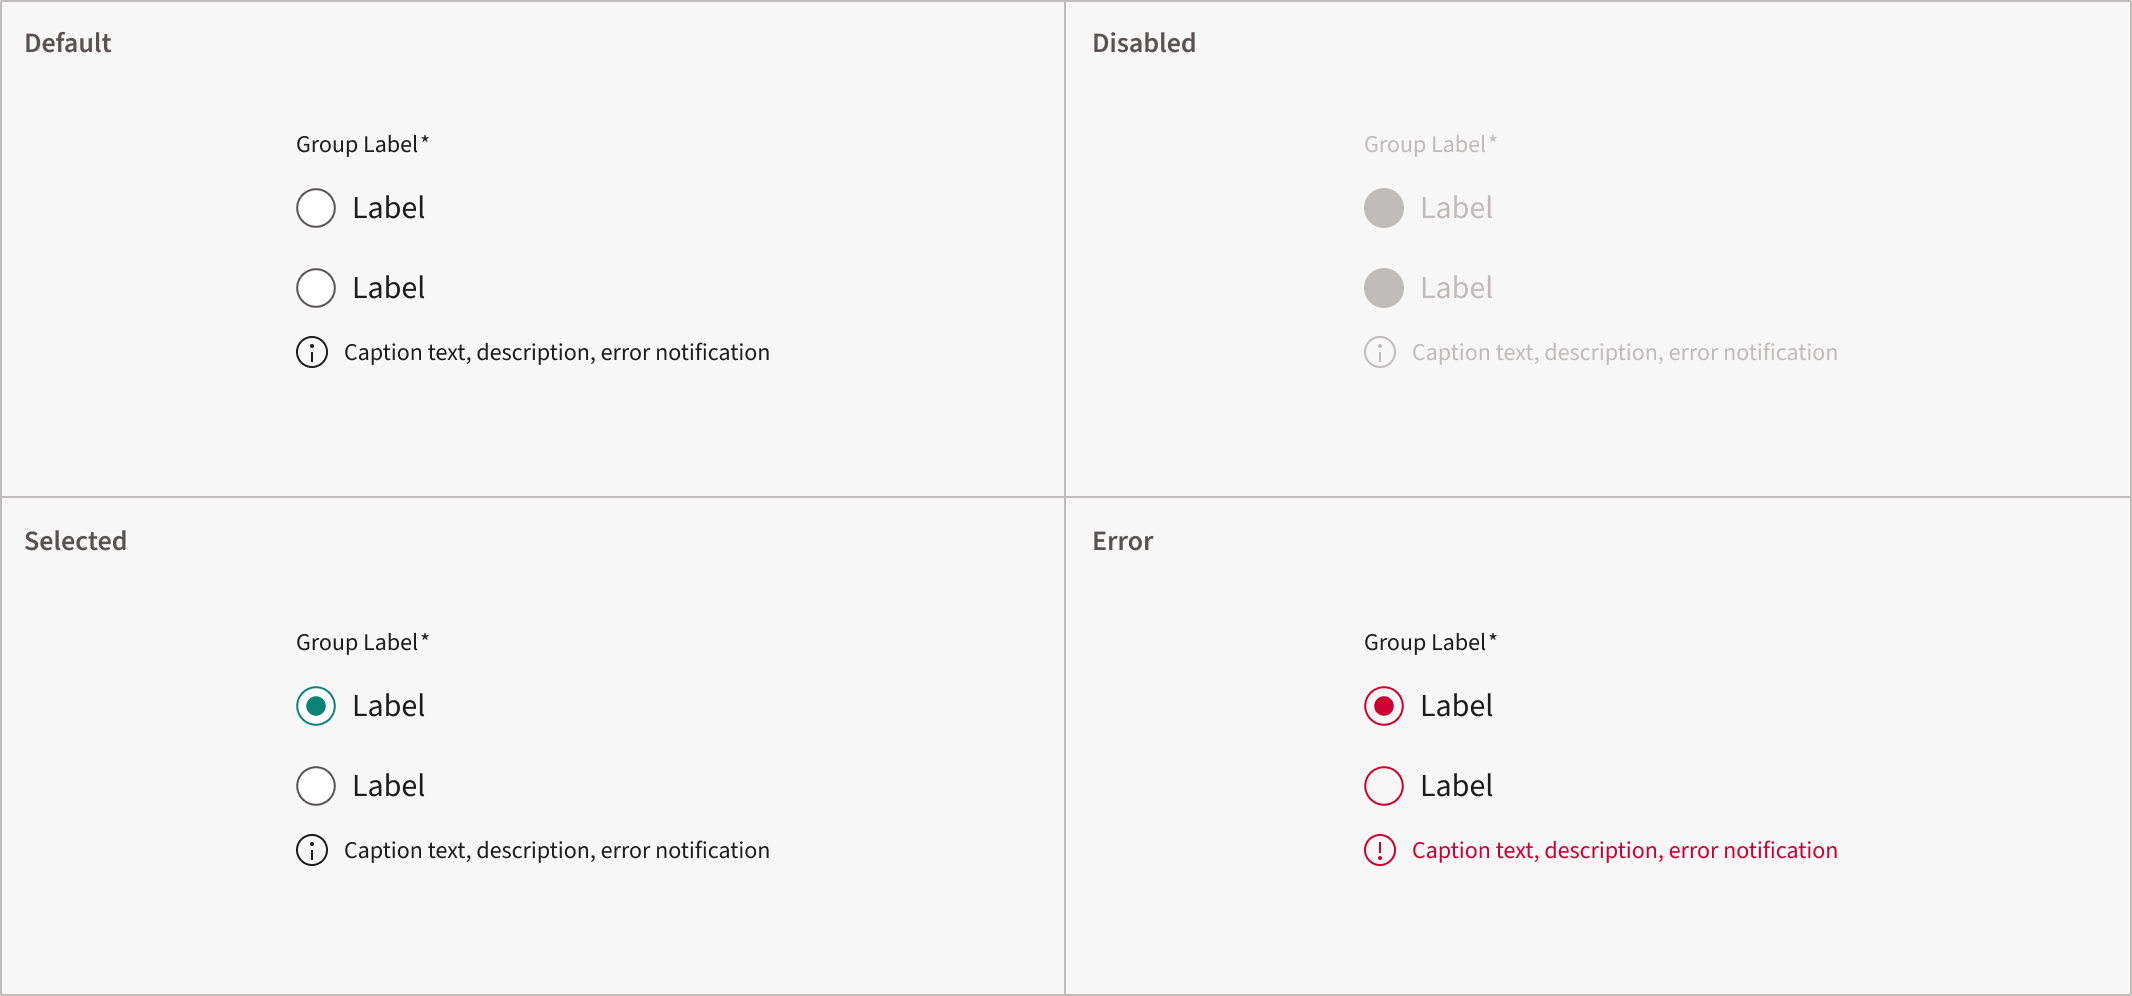 Default
Group Label*
Label
Label
Caption text, description, error notification
Disabled
Group Label*
Label
Label
Caption text, description, error notification
Selected
Group Label*
Label
Label
Caption text, description, error notification
Error
Group Label*
Label
Label
Caption text, description, error notification